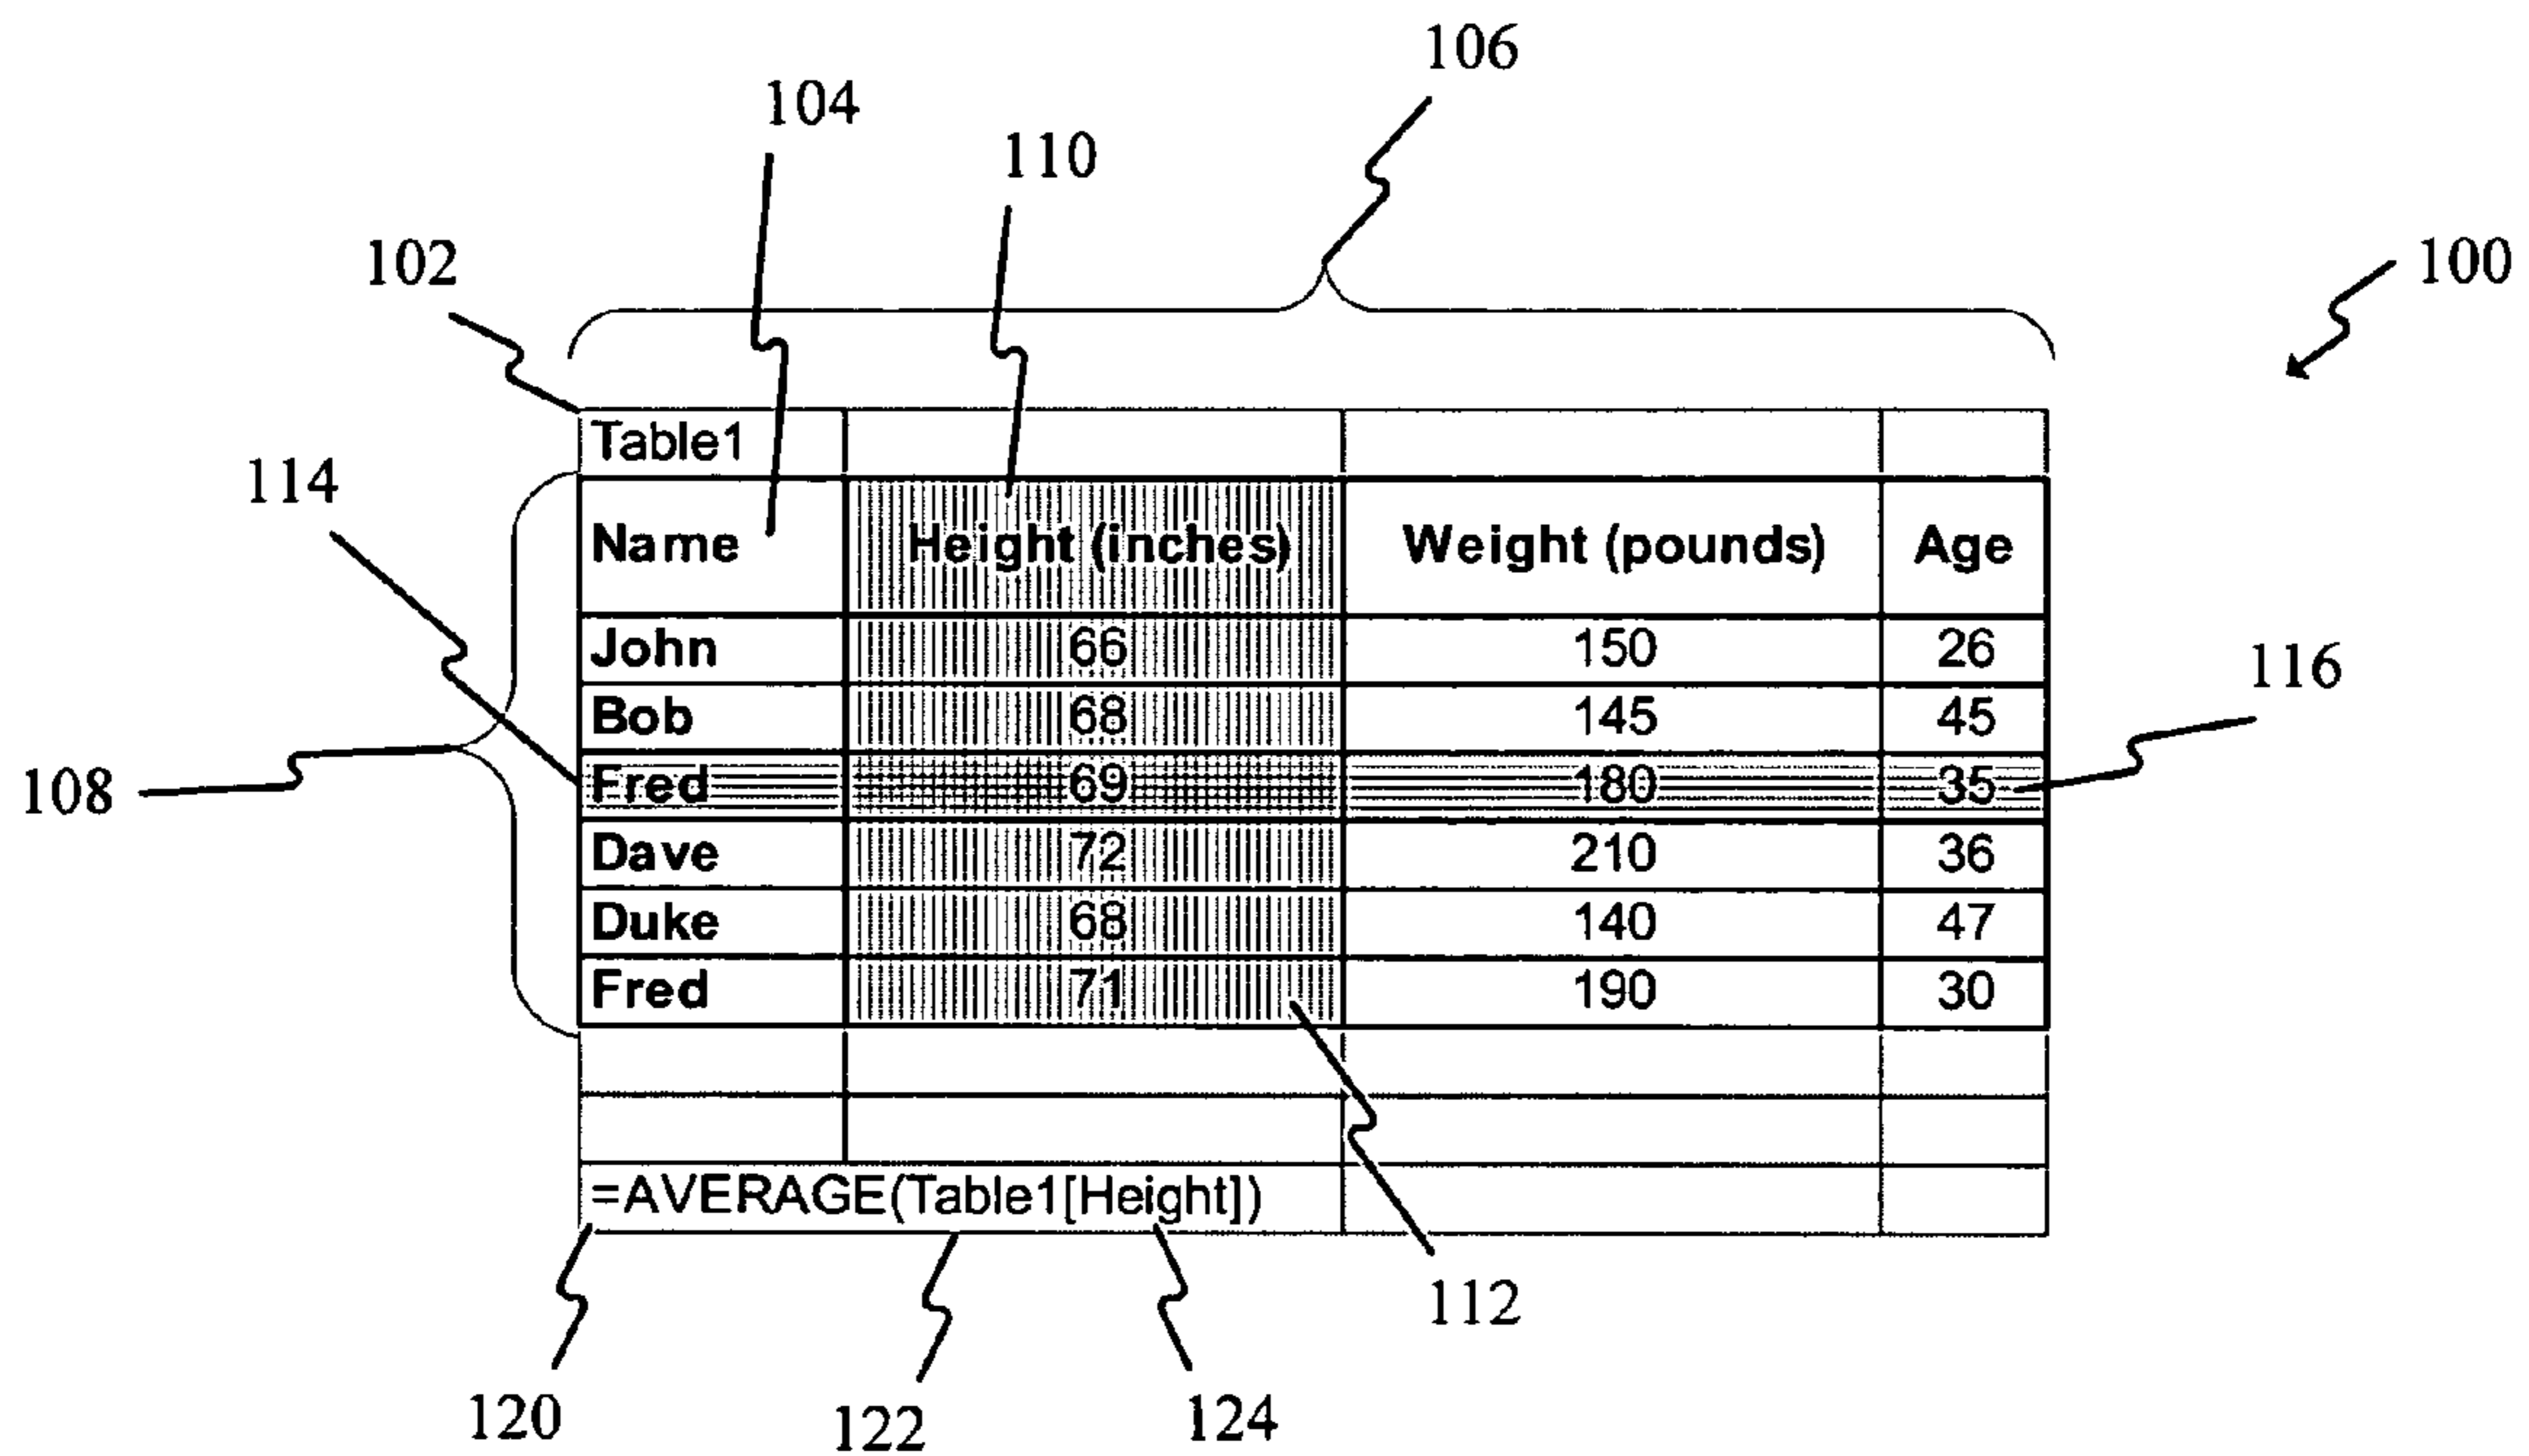 106
104
110
102
100
Table1
114
Name Height (inches) Weight (pounds) Age
John 66 150 26
116
Bob 68 145 45
Fred 69 180 35
108
Dave 72 210 36
Duke 68 140 47
Fred 71 190 30
=AVERAGE(Table1[Height])
112
120 122 124